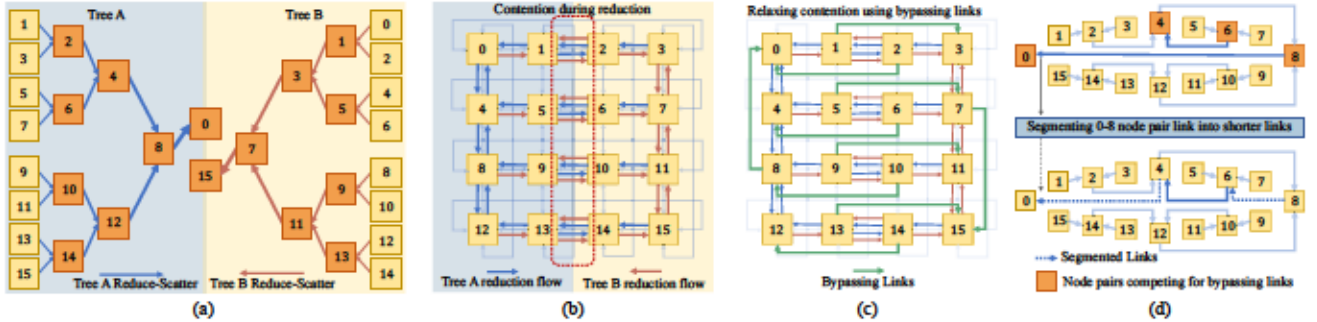 Tree A
Tree B
1
3
5
7
9
11
13
15
2
6
10
14
4
12
8
0
15
7
3
11
1
5
9
13
0
2
4
6
8
10
12
14
Tree A Reduce-Scatter
Tree B Reduce-Scatter
(a)
Contention during reduction
0 1 2 3
4 5 6 7
8 9 10 11
12 13 14 15
Tree A reduction flow
Tree B reduction flow
(b)
Relaxing contention using bypassing links
0 1 2 3
4 5 6 7
8 9 10 11
12 13 14 15
Bypassing Links
(c)
0 1 2 3 4 5 6 7 8
15 14 13 12 11 10 9
Segmenting 0-8 node pair link into shorter links
0 1 2 3 4 5 6 7 8
15 14 13 12 11 10 9
Segmented Links
Node pairs competing for bypassing links
(d)